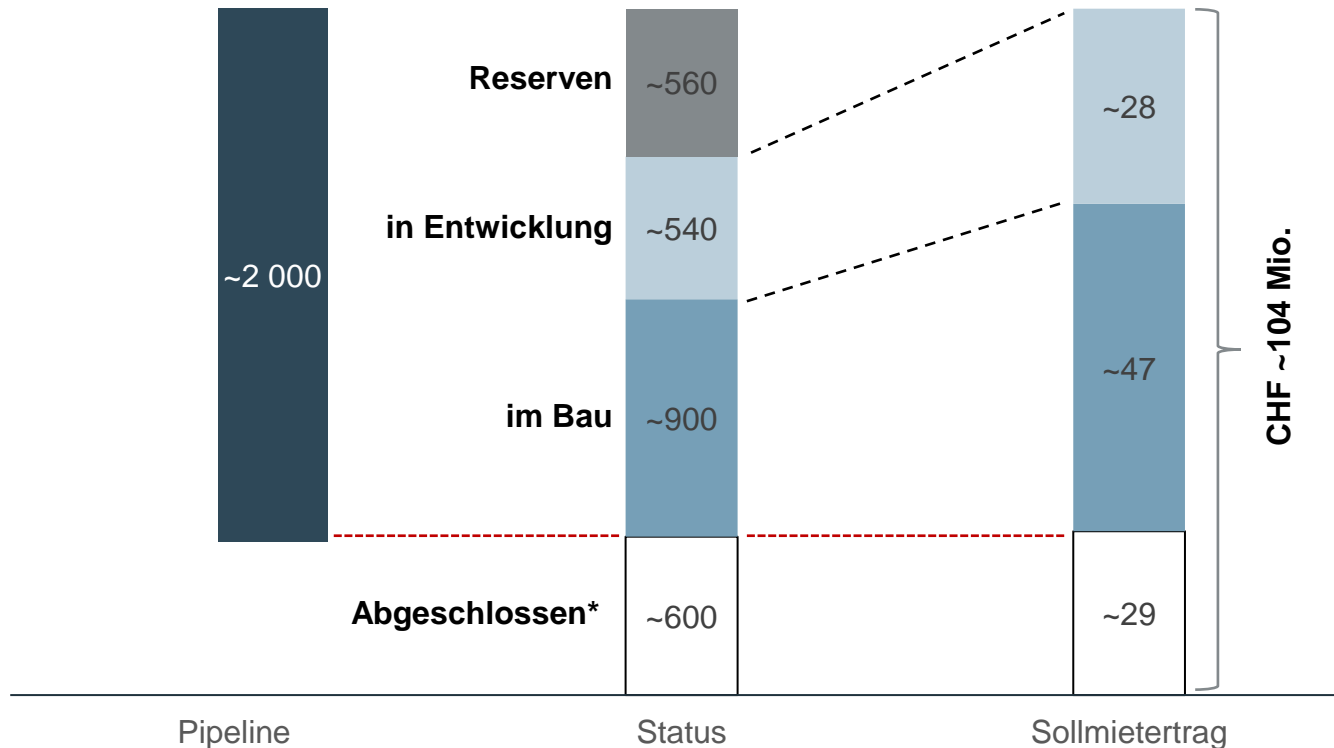 Reserven
~560
~28
in Entwicklung
~540
~2 000
CHF ~104 Mio.
~47
im Bau
~900
Abgeschlossen*
~600
~29
Pipeline
Status
Sollmietertrag